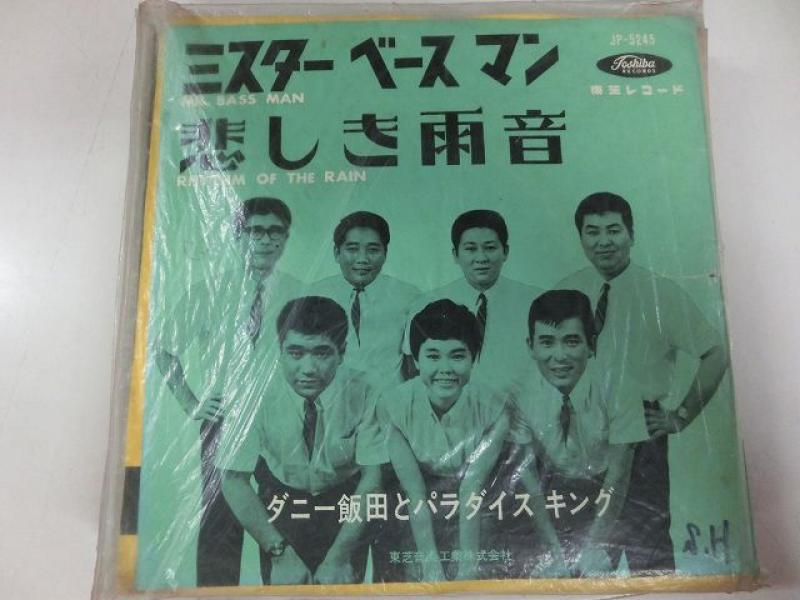 JP-5245
ミスター ベース マン
MR. BASS MAN
Toshiba
RECORDS
東芝レコード
悲しき雨音
RHYTHM OF THE RAIN
ダニー飯田とパラダイス キング
東芝音楽工業株式会社